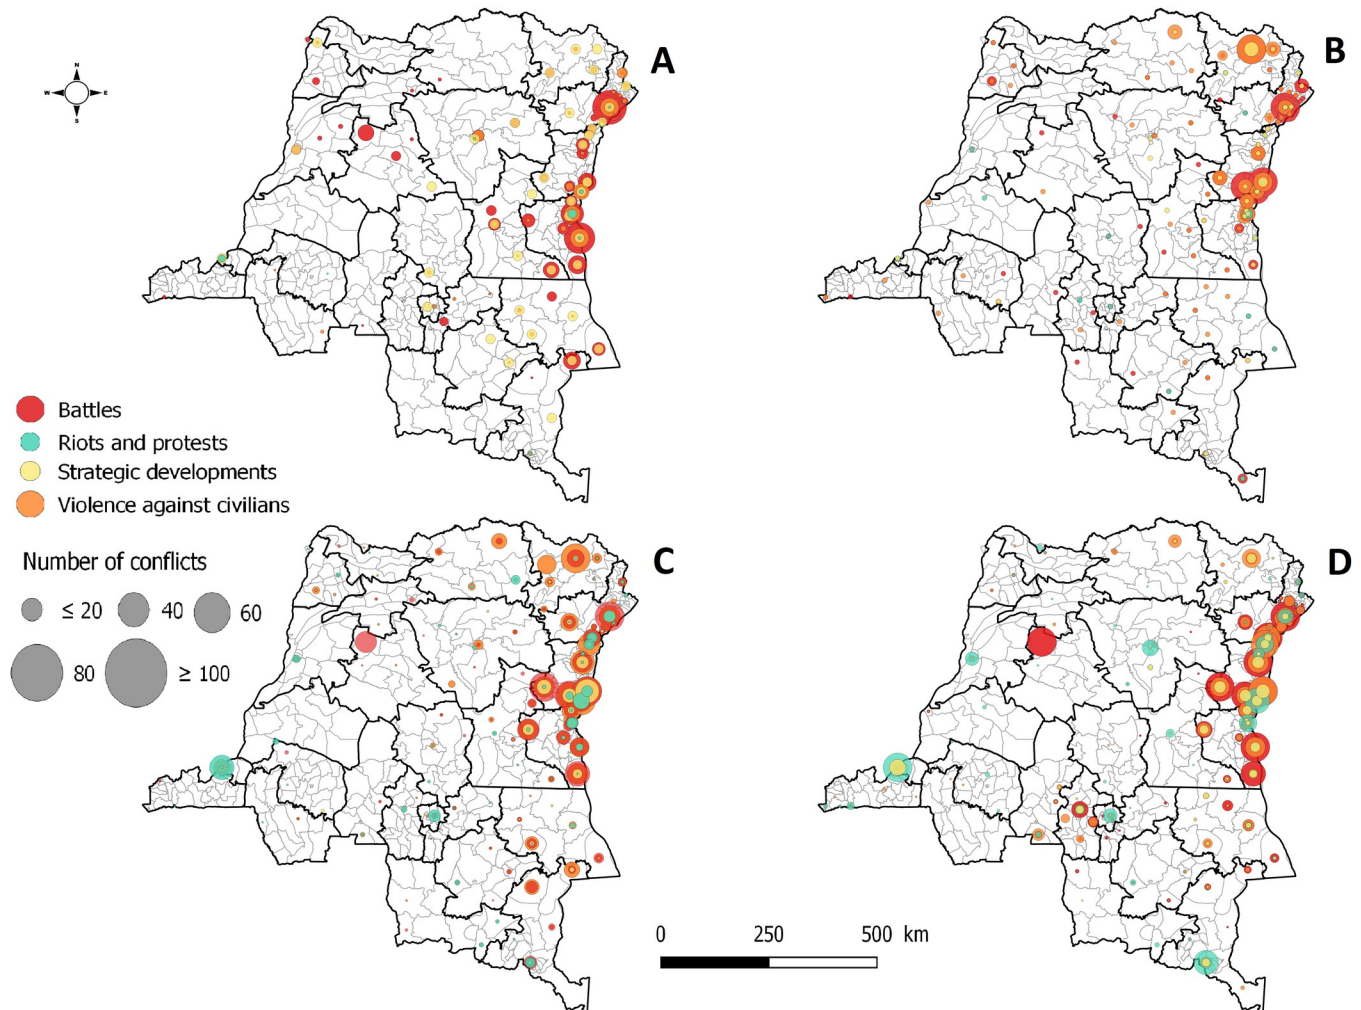 A
B
N
W E
S
Battles
Riots and protests
Strategic developments
Violence against civilians
Number of conflicts
≤ 20 40 60
80 ≥ 100
C
D
0 250 500 km